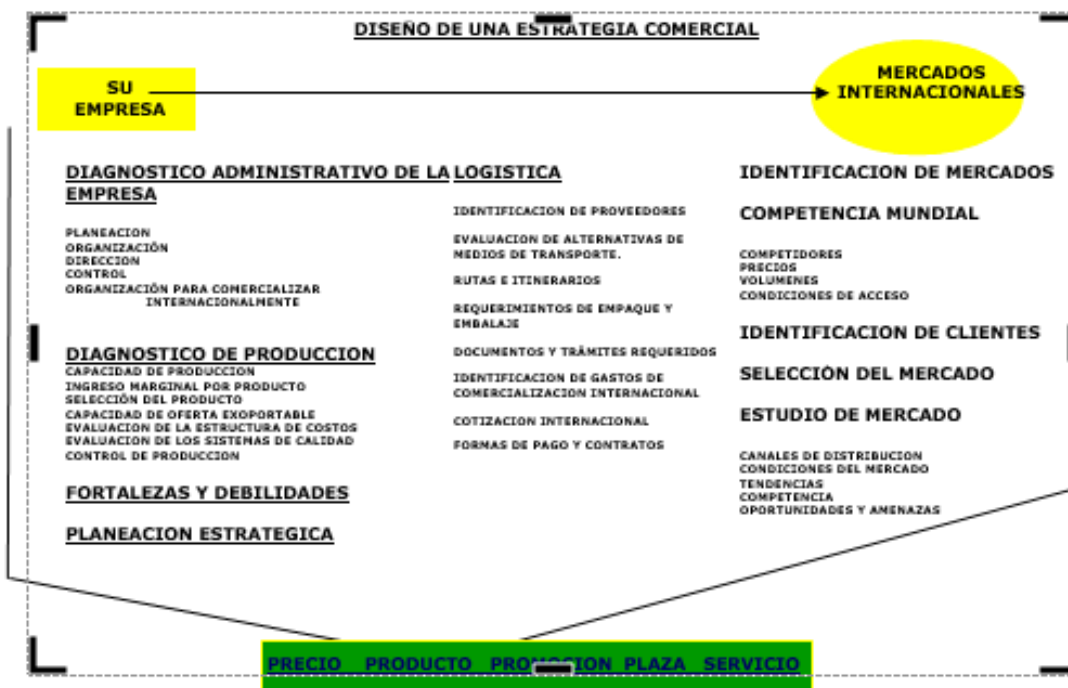 DISEÑO DE UNA ESTRATEGIA COMERCIAL
SU
EMPRESA
MERCADOS
INTERNACIONALES
DIAGNOSTICO ADMINISTRATIVO DE LA
EMPRESA
PLANEACION
ORGANIZACIÖN
DIRECCION
CONTROL
ORGANIZACIÓN PARA COMERCIALIZAR
INTERNACIONALMENTE
DIAGNOSTICO DE PRODUCCION
CAPACIDAD DE PRODUCCION
INGRESO MARGINAL POR PRODUCTO
SELECCIÓN DEL PRODUCTO
CAPACIDAD DE OFERTA EXOPORTABLE
EVALUACION DE LA ESTRUCTURA DE COSTOS
EVALUACION DE LOS SISTEMAS DE CALIDAD
CONTROL DE PRODUCCION
FORTALEZAS Y DEBILIDADES
PLANEACION ESTRATEGICA
LOGISTICA
IDENTIFICACION DE PROVEEDORES
EVALUACION DE ALTERNATIVAS DE
MEDIOS DE TRANSPORTE.
RUTAS E ITINERARIOS
REQUERIMIENTOS DE EMPAQUE Y
EMBALAJE
DOCUMENTOS Y TRÁMITES REQUERIDOS
IDENTIFICACION DE GASTOS DE
COMERCIALIZACION INTERNACIONAL
COTIZACION INTERNACIONAL
FORMAS DE PAGO Y CONTRATOS
IDENTIFICACION DE MERCADOS
COMPETENCIA MUNDIAL
COMPETIDORES
PRECIOS
VOLUMENES
CONDICIONES DE ACCESO
IDENTIFICACION DE CLIENTES
SELECCIÓN DEL MERCADO
ESTUDIO DE MERCADO
CANALES DE DISTRIBUCION
CONDICIONES DEL MERCADO
TENDENCIAS
COMPETENCIA
OPORTUNIDADES Y AMENAZAS
PRECIO PRODUCTO PROMOCION PLAZA SERVICIO